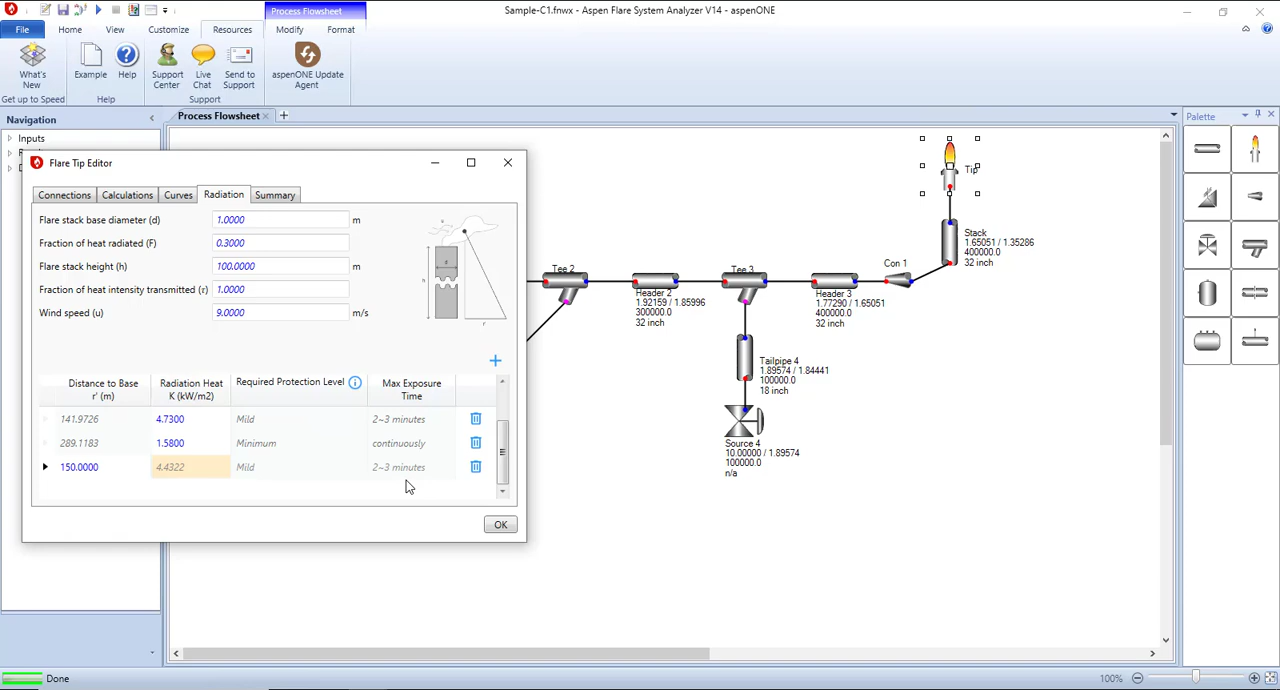 Process Flowsheet
Sample-C1.fnwx - Aspen Flare System Analyzer V14 - aspenONE
File Home View Customize Resources Modify Format
What's New
Example
Help
Support Center
Live Chat
Send to Support
aspenONE Update Agent
Get up to Speed
Help
Support
Navigation
Process Flowsheet
Palette
Inputs
Flare Tip Editor
Connections Calculations Curves Radiation Summary
Flare stack base diameter (d) 1.0000 m
Fraction of heat radiated (F) 0.3000
Flare stack height (h) 100.0000 m
Fraction of heat intensity transmitted (τ) 1.0000
Wind speed (u) 9.0000 m/s
Distance to Base r' (m)
Radiation Heat K (kW/m2)
Required Protection Level
Max Exposure Time
141.9726 4.7300 Mild 2~3 minutes
289.1183 1.5800 Minimum continuously
150.0000 4.4322 Mild 2~3 minutes
OK
Tip
Stack
1.65051 / 1.35286
400000.0
32 inch
Con 1
Tee 2
Header 2
1.92159 / 1.85996
300000.0
32 inch
Tee 3
Header 3
1.77290 / 1.65051
400000.0
32 inch
Tailpipe 4
1.89574 / 1.84441
100000.0
18 inch
Source 4
10.00000 / 1.89574
100000.0
n/a
Done
100%